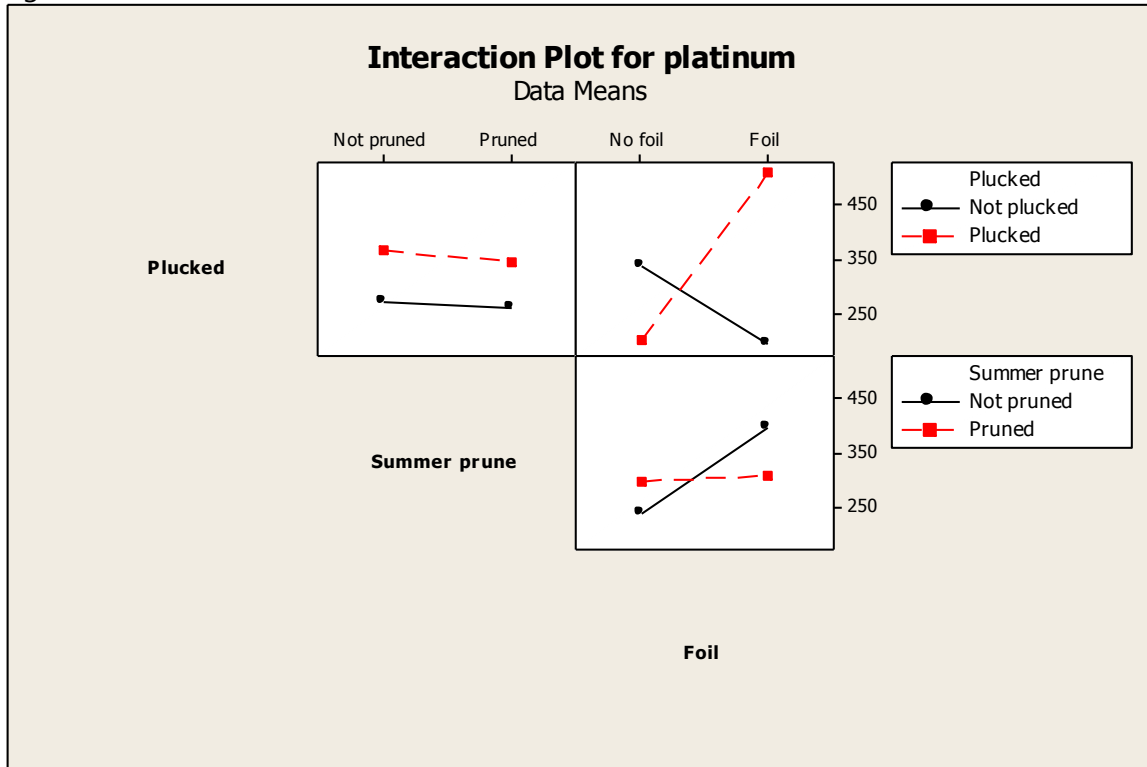 Interaction Plot for platinum
Data Means
Not pruned Pruned No foil Foil
Plucked
450
350
250
Plucked
Not plucked
Plucked
Summer prune
450
350
250
Summer prune
Not pruned
Pruned
Foil